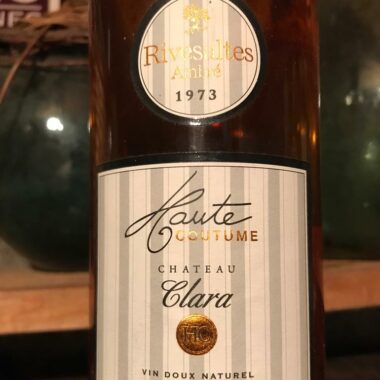 Rivesaltes
Ambré
1973
Haute
COUTUME
CHATEAU
Clara
HC
VIN DOUX NATUREL